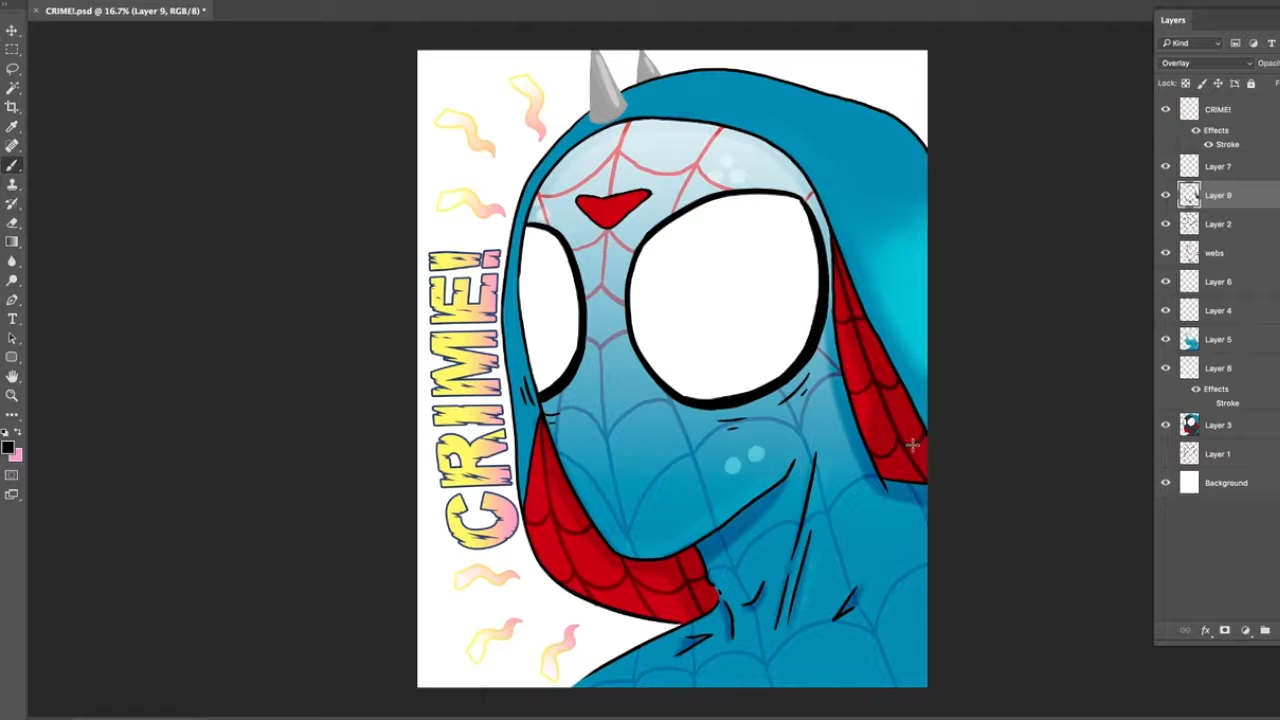 CRIME!.psd @ 16.7% (Layer 9, RGB/8) *
Layers
Kind
Overlay
Lock:
CRIME!
Effects
Stroke
Layer 7
Layer 9
Layer 2
webs
Layer 6
Layer 4
Layer 5
Layer 8
Effects
Stroke
Layer 3
Layer 1
Background
CRIME!